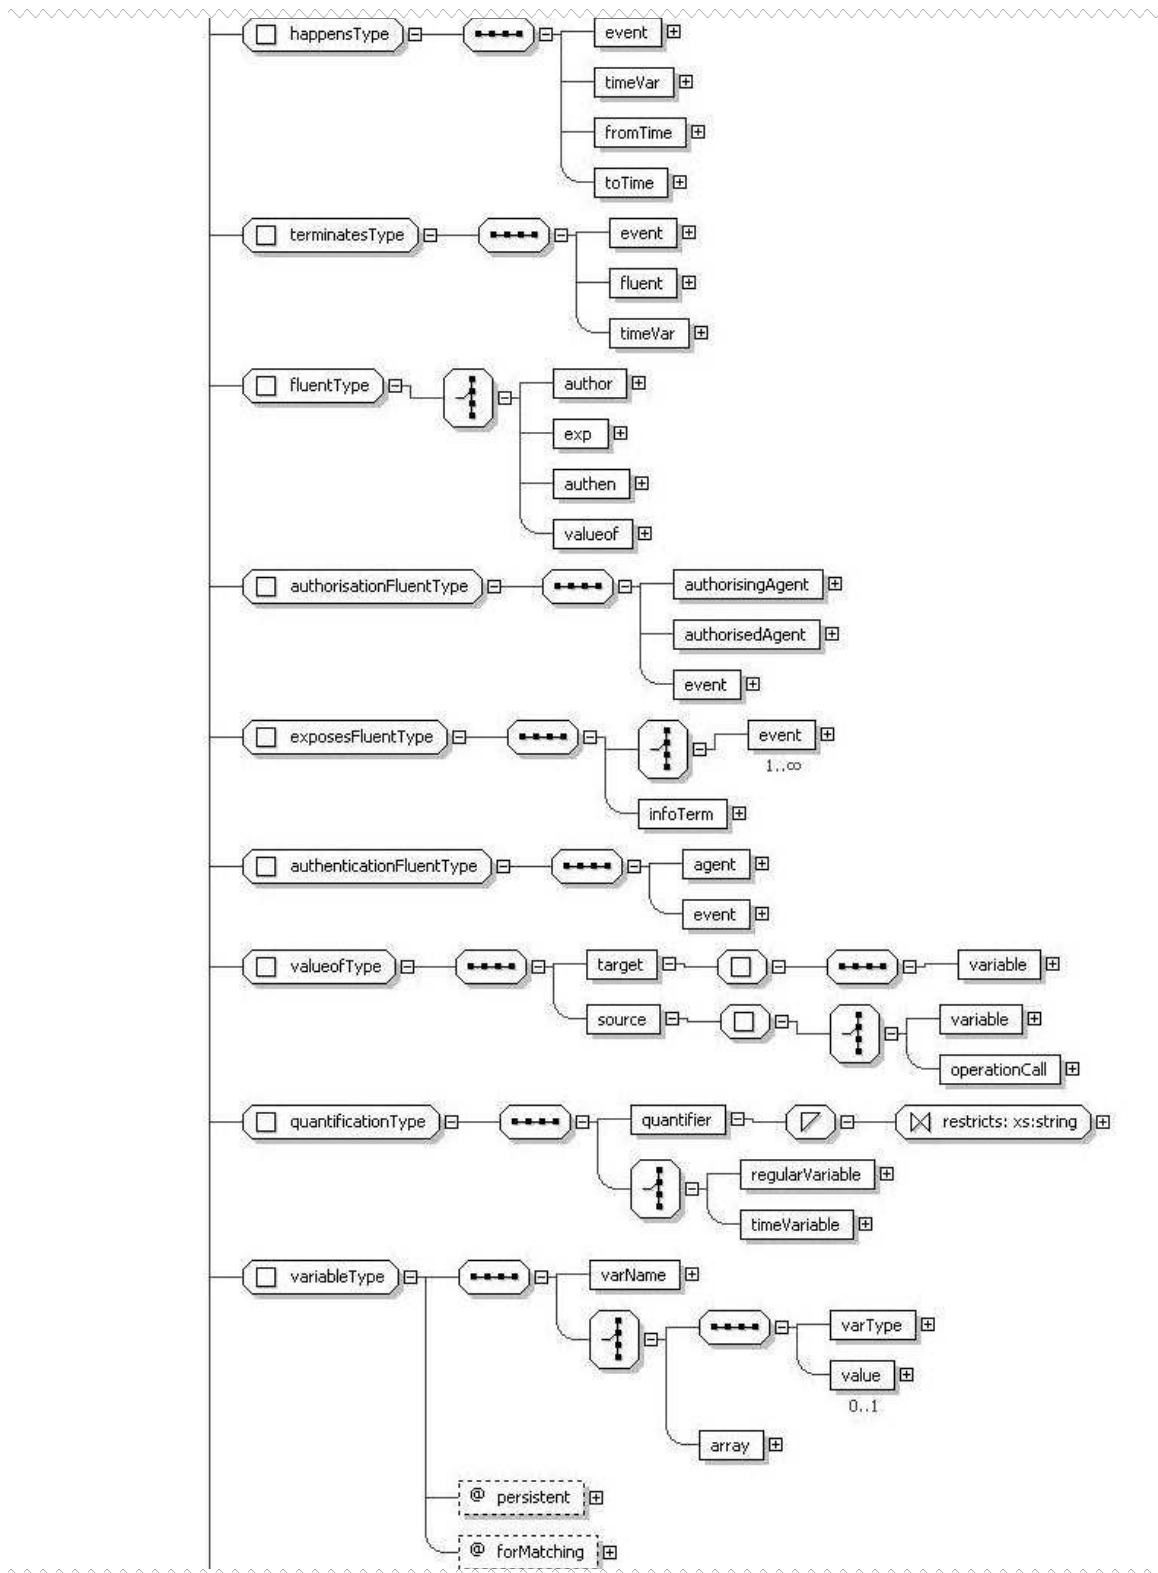 happensType
event
timeVar
fromTime
toTime
terminatesType
event
fluent
timeVar
fluentType
author
exp
authen
valueof
authorisationFluentType
authorisingAgent
authorisedAgent
event
exposesFluentType
event
1..∞
infoTerm
authenticationFluentType
agent
event
valueofType
target
variable
source
variable
operationCall
quantificationType
quantifier
restricts: xs:string
regularVariable
timeVariable
variableType
varName
varType
value
0..1
array
@ persistent
@ forMatching